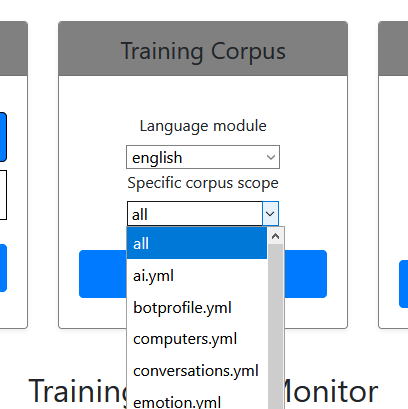 Training Corpus
Language module
english
Specific corpus scope
all
all
ai.yml
botprofile.yml
computers.yml
conversations.yml
emotion.yml
Training Monitor